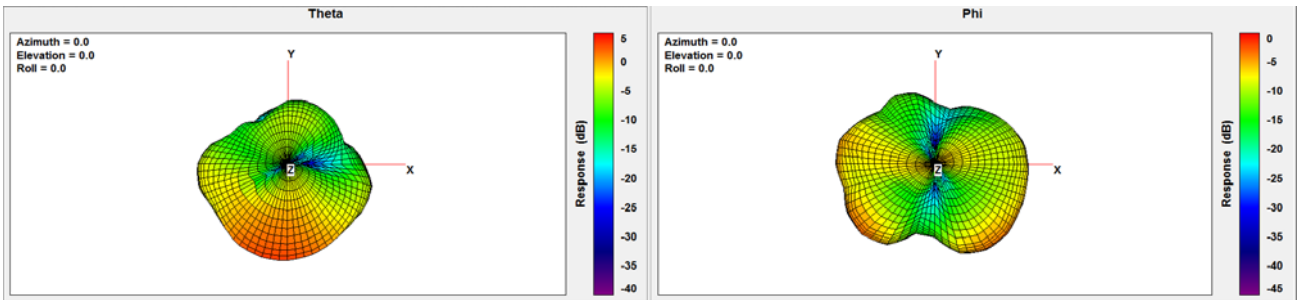 Theta
Azimuth = 0.0
Elevation = 0.0
Roll = 0.0
Y
X
Z
5
0
-5
-10
-15
-20
-25
-30
-35
-40
Response (dB)
Phi
Azimuth = 0.0
Elevation = 0.0
Roll = 0.0
Y
X
Z
0
-5
-10
-15
-20
-25
-30
-35
-40
-45
Response (dB)